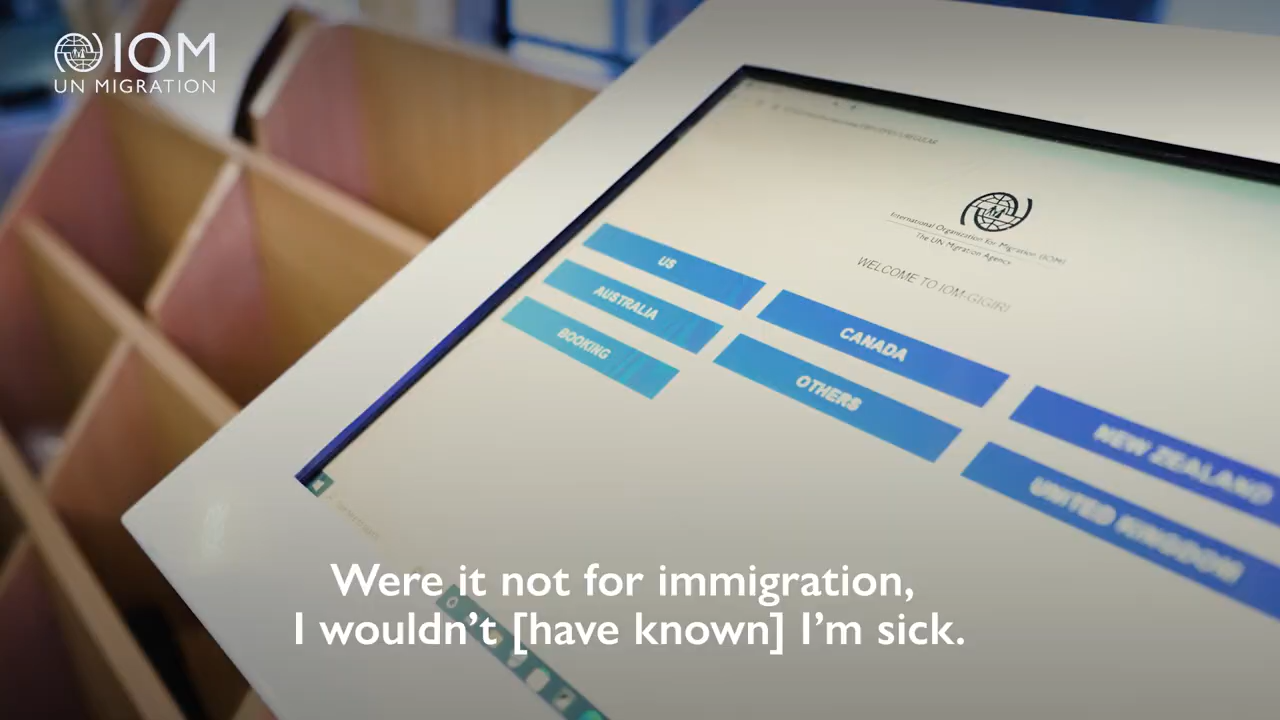 IOM
UN MIGRATION
International Organization for Migration (IOM)
The UN Migration Agency
WELCOME TO IOM-GIGIRI
US
CANADA
NEW ZEALAND
AUSTRALIA
OTHERS
UNITED KINGDOM
BOOKING
Were it not for immigration,
I wouldn't [have known] I'm sick.